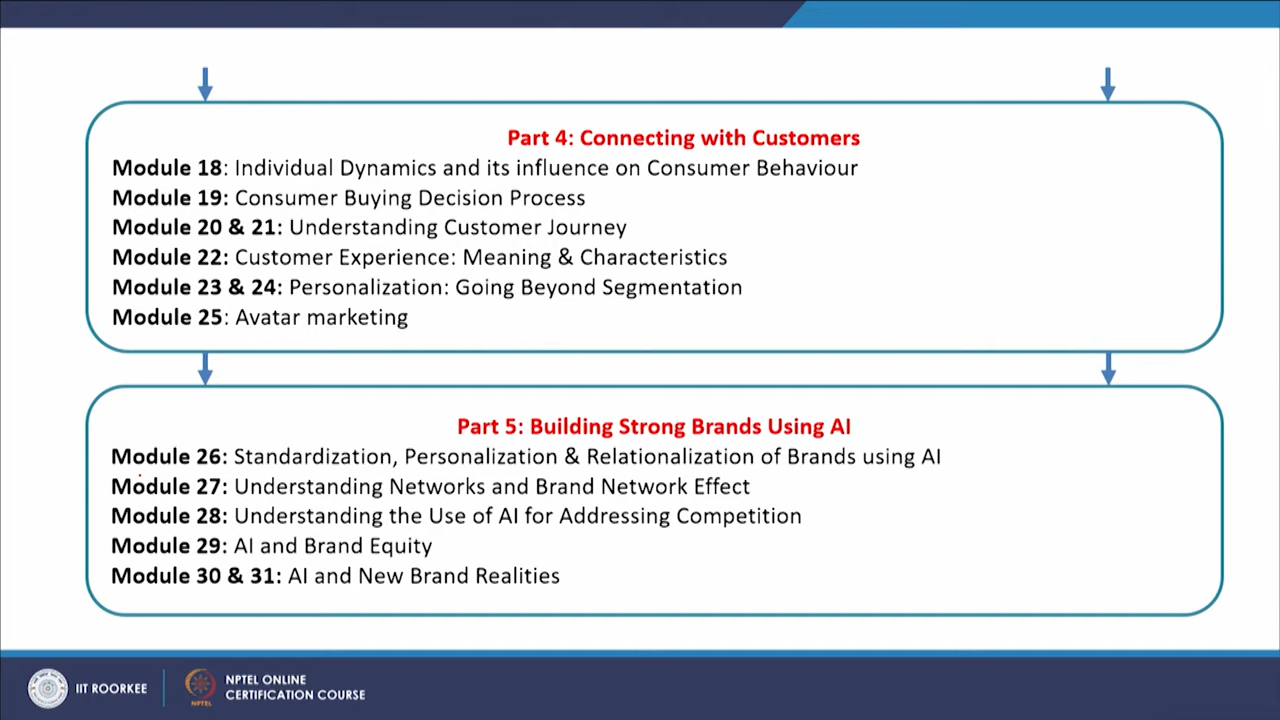 Part 4: Connecting with Customers
Module 18: Individual Dynamics and its influence on Consumer Behaviour
Module 19: Consumer Buying Decision Process
Module 20 & 21: Understanding Customer Journey
Module 22: Customer Experience: Meaning & Characteristics
Module 23 & 24: Personalization: Going Beyond Segmentation
Module 25: Avatar marketing
Part 5: Building Strong Brands Using AI
Module 26: Standardization, Personalization & Relationalization of Brands using AI
Module 27: Understanding Networks and Brand Network Effect
Module 28: Understanding the Use of AI for Addressing Competition
Module 29: AI and Brand Equity
Module 30 & 31: AI and New Brand Realities
IIT ROORKEE
NPTEL
NPTEL ONLINE
CERTIFICATION COURSE